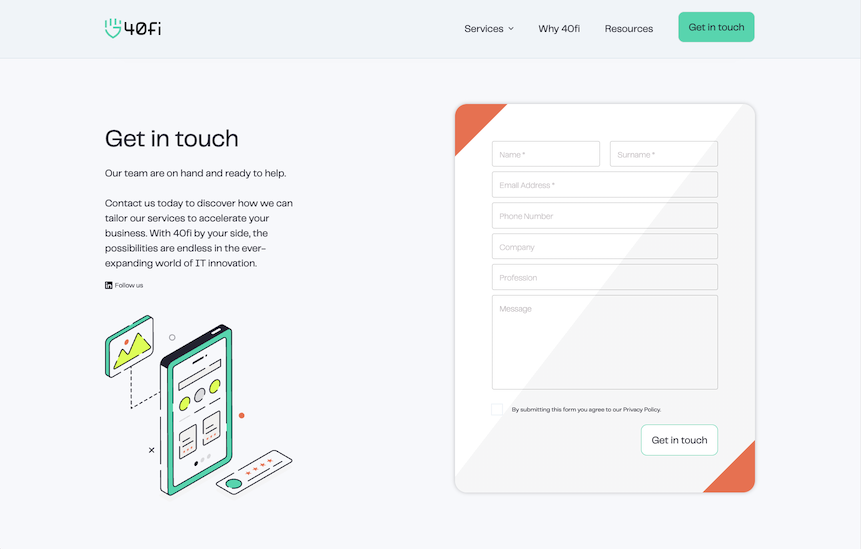 40fi
Services
Why 40fi
Resources
Get in touch
Get in touch
Our team are on hand and ready to help.
Contact us today to discover how we can
tailor our services to accelerate your
business. With 40fi by your side, the
possibilities are endless in the ever-
expanding world of IT innovation.
in Follow us
Name *
Surname *
Email Address *
Phone Number
Company
Profession
Message
By submitting this form you agree to our Privacy Policy.
Get in touch